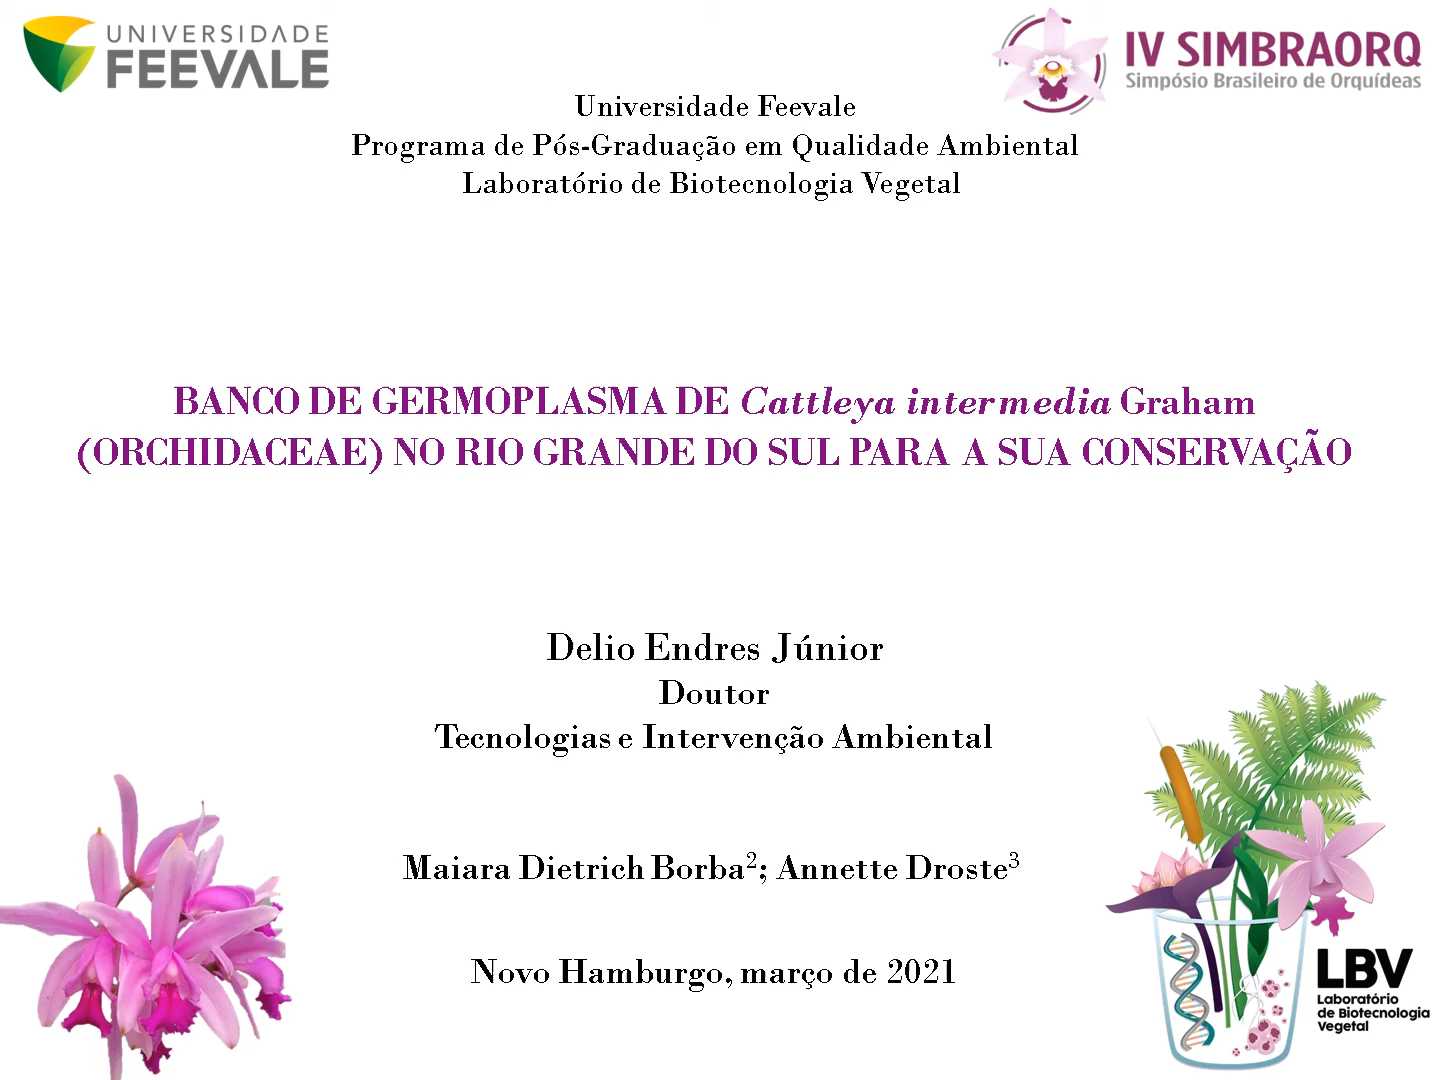 UNIVERSIDADE
FEEVALE
IV SIMBRAORQ
Simpósio Brasileiro de Orquídeas
Universidade Feevale
Programa de Pós-Graduação em Qualidade Ambiental
Laboratório de Biotecnologia Vegetal
BANCO DE GERMOPLASMA DE Cattleya intermedia Graham
(ORCHIDACEAE) NO RIO GRANDE DO SUL PARA A SUA CONSERVAÇÃO
Delio Endres Júnior
Doutor
Tecnologias e Intervenção Ambiental
Maiara Dietrich Borba²; Annette Droste³
Novo Hamburgo, março de 2021
LBV
Laboratório
de Biotecnologia
Vegetal